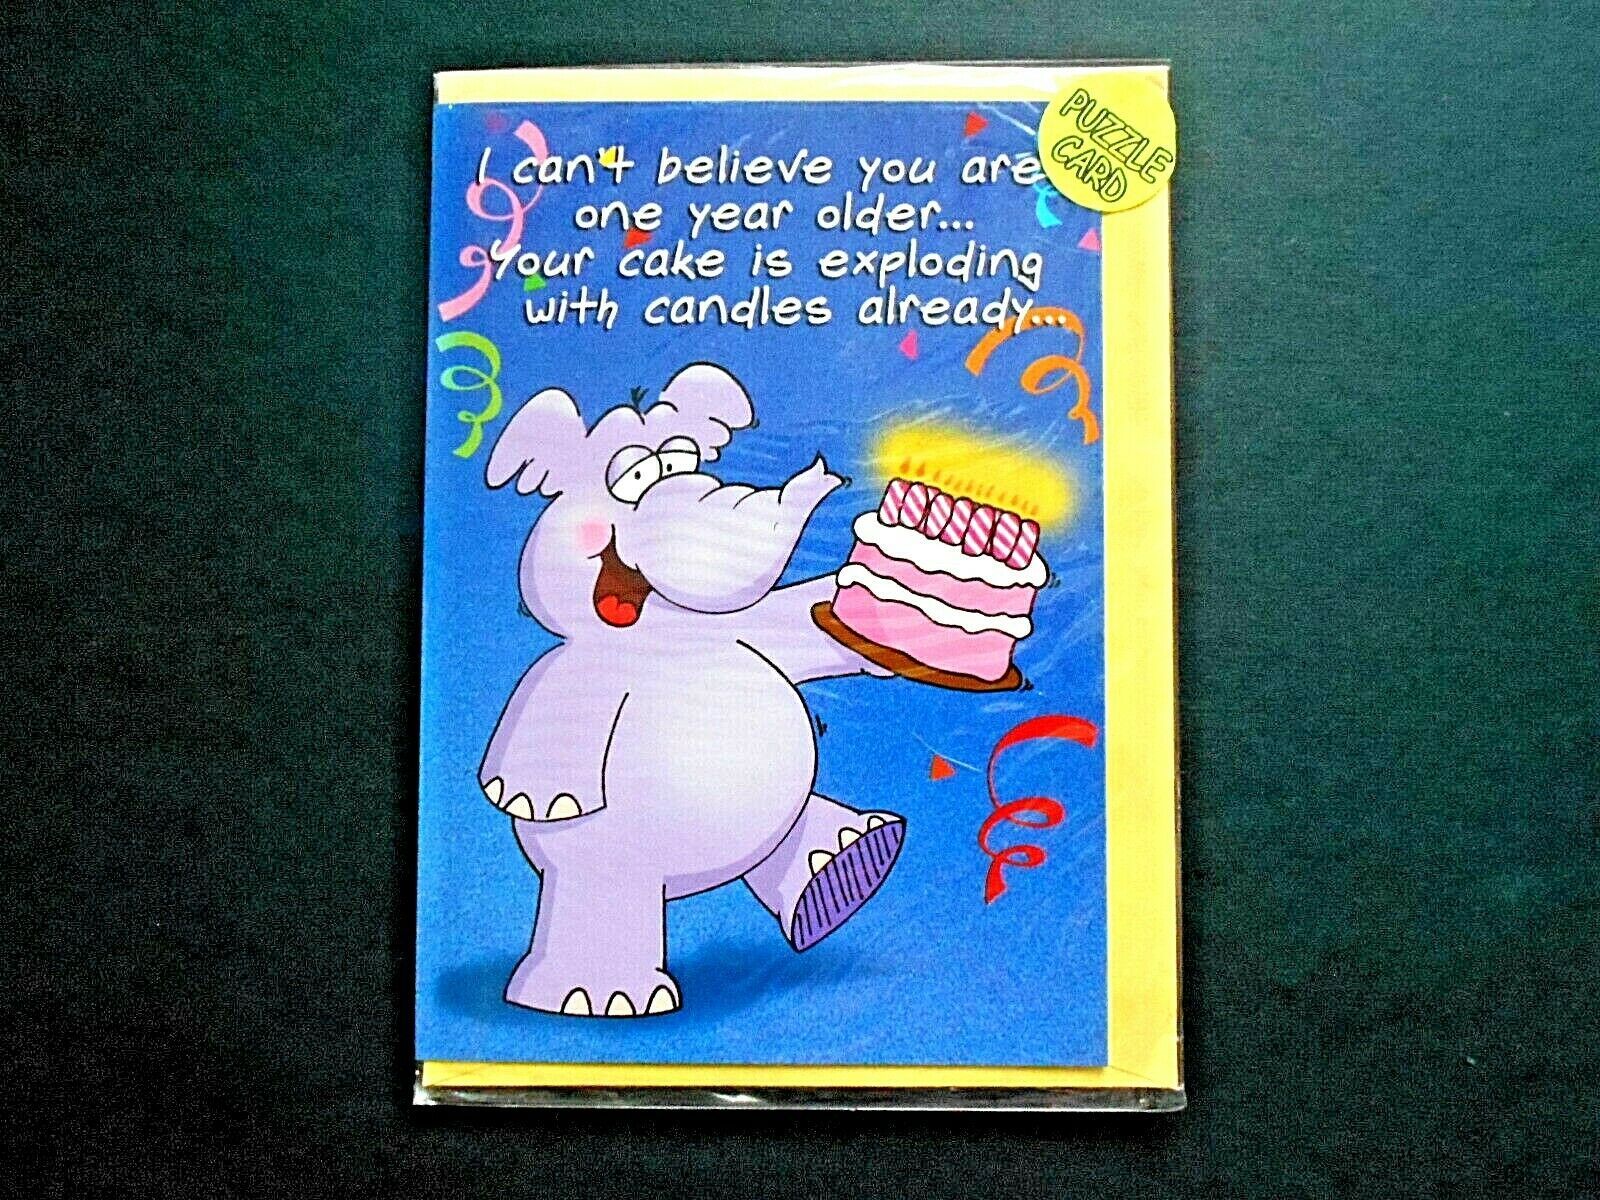 I can't believe you are
one year older...
Your cake is exploding
with candles already...
PUZZLE
CARD